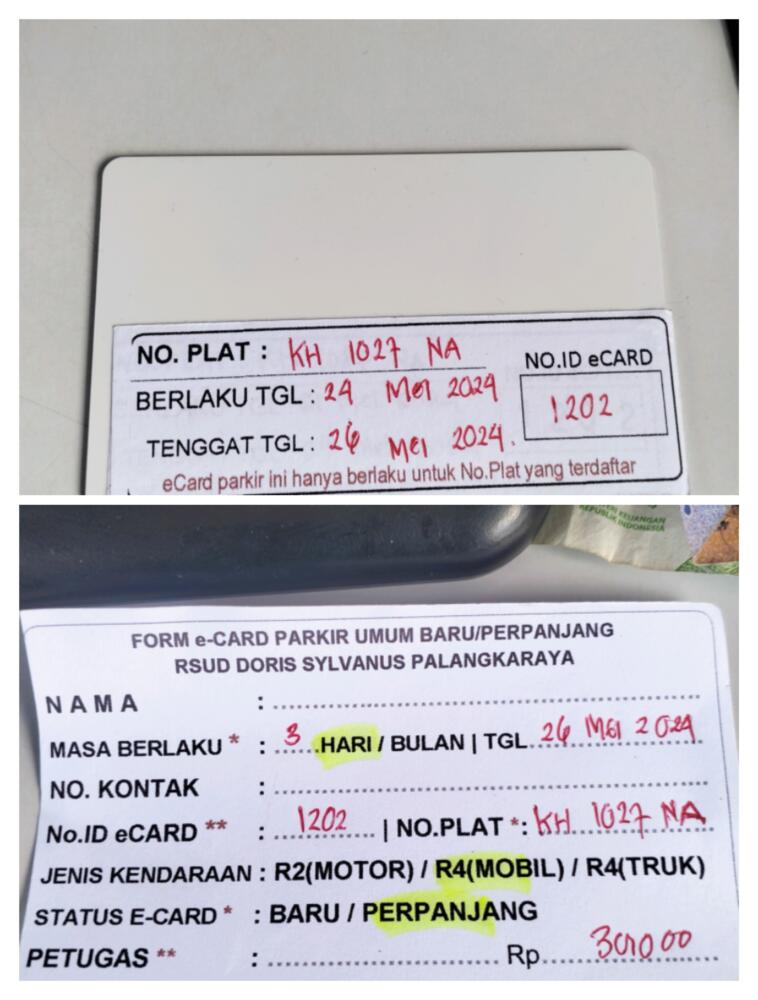 NO. PLAT : KH 1027 NA
NO.ID eCARD
BERLAKU TGL : 24 Mei 2024
1202
TENGGAT TGL : 26 Mei 2024.
eCard parkir ini hanya berlaku untuk No.Plat yang terdaftar
KEUANGAN
REPUBLIK INDONESIA
FORM e-CARD PARKIR UMUM BARU/PERPANJANG
RSUD DORIS SYLVANUS PALANGKARAYA
NAMA :
MASA BERLAKU * : 3 HARI / BULAN | TGL 26 Mei 2024
NO. KONTAK :
No.ID eCARD ** : 1202 | NO.PLAT *: KH 1027 NA
JENIS KENDARAAN : R2(MOTOR) / R4(MOBIL) / R4(TRUK)
STATUS E-CARD * : BARU / PERPANJANG
PETUGAS ** : Rp